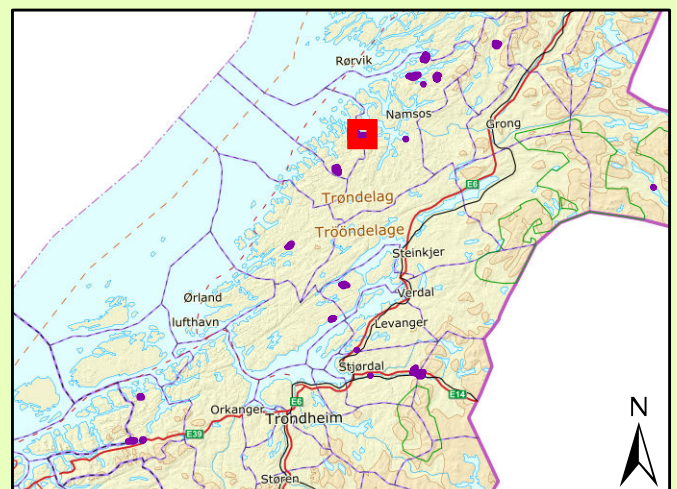 Rørvik
Namsos
Grong
Trøndelag
E6
Trööndelage
Steinkjer
Ørland
lufthavn
Verdal
Levanger
Stjørdal
Orkanger
E6
E14
Trondheim
E39
Støren
N